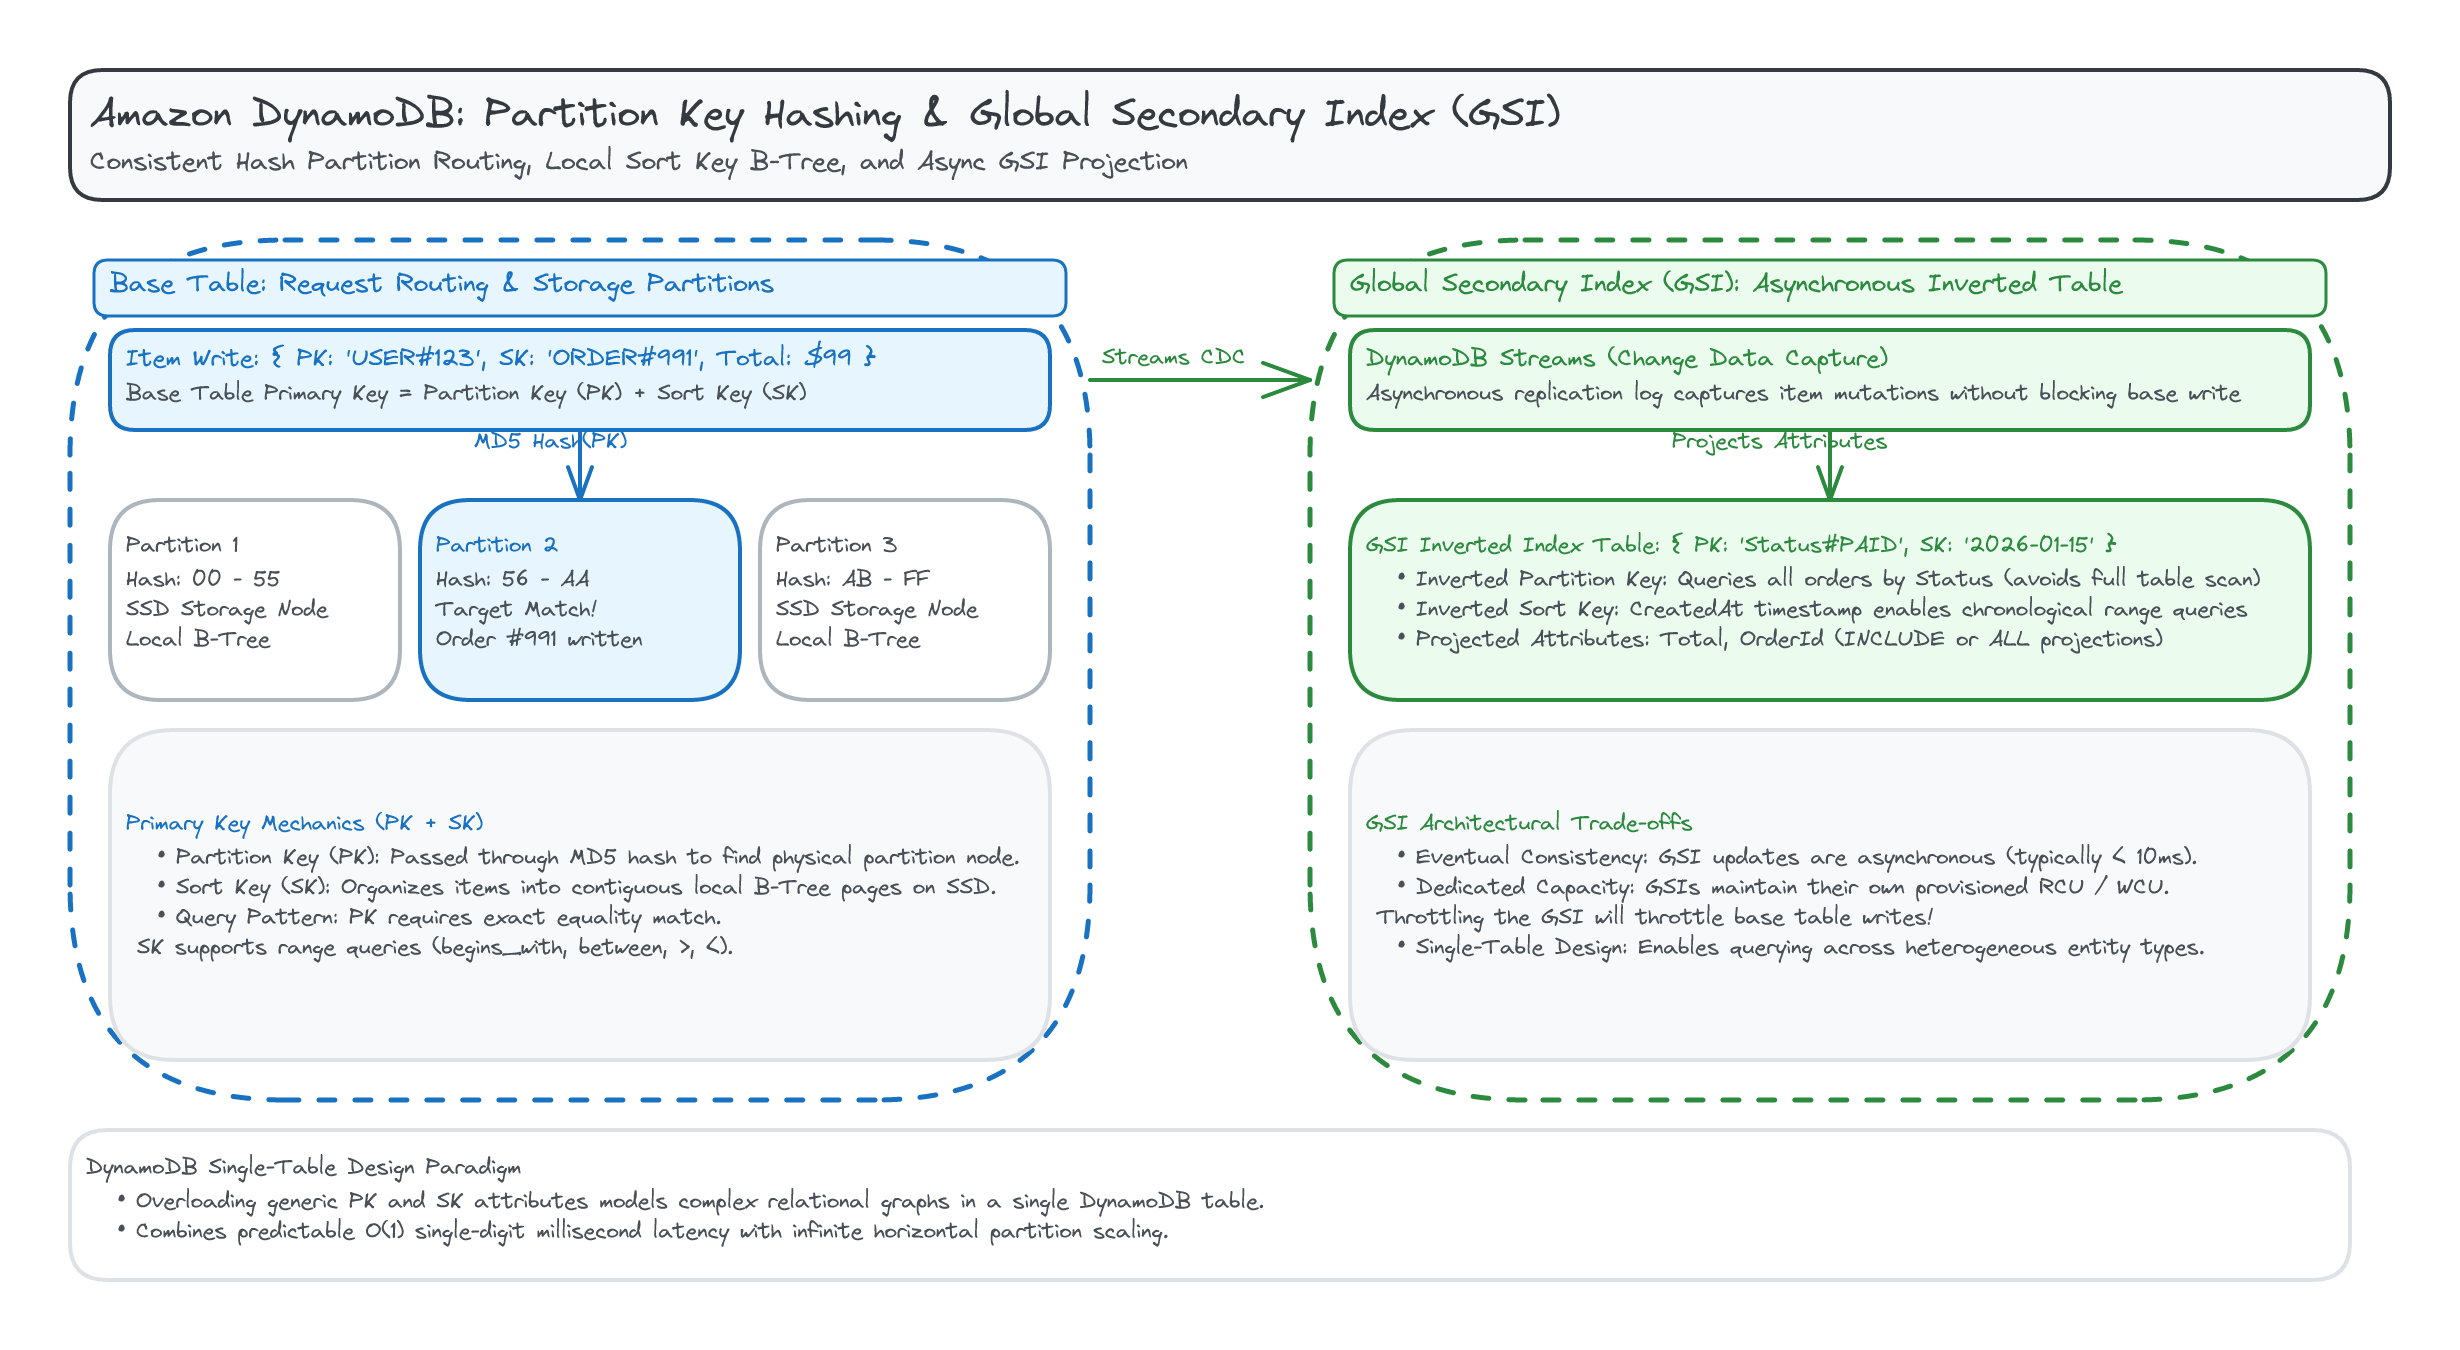 Amazon DynamoDB: Partition Key Hashing & Global Secondary Index (GSI)
Consistent Hash Partition Routing, Local Sort Key B-Tree, and Async GSI Projection
Base Table: Request Routing & Storage Partitions
Item Write: { PK: 'USER#123', SK: 'ORDER#991', Total: $99 }
Base Table Primary Key = Partition Key (PK) + Sort Key (SK)
MD5 Hash(PK)
Partition 1
Hash: 00 - 55
SSD Storage Node
Local B-Tree
Partition 2
Hash: 56 - AA
Target Match!
Order #991 written
Partition 3
Hash: AB - FF
SSD Storage Node
Local B-Tree
Primary Key Mechanics (PK + SK)
• Partition Key (PK): Passed through MD5 hash to find physical partition node.
• Sort Key (SK): Organizes items into contiguous local B-Tree pages on SSD.
• Query Pattern: PK requires exact equality match.
SK supports range queries (begins_with, between, >, <).
Streams CDC
Global Secondary Index (GSI): Asynchronous Inverted Table
DynamoDB Streams (Change Data Capture)
Asynchronous replication log captures item mutations without blocking base write
Projects Attributes
GSI Inverted Index Table: { PK: 'Status#PAID', SK: '2026-01-15' }
• Inverted Partition Key: Queries all orders by Status (avoids full table scan)
• Inverted Sort Key: CreatedAt timestamp enables chronological range queries
• Projected Attributes: Total, OrderId (INCLUDE or ALL projections)
GSI Architectural Trade-offs
• Eventual Consistency: GSI updates are asynchronous (typically < 10ms).
• Dedicated Capacity: GSIs maintain their own provisioned RCU / WCU.
Throttling the GSI will throttle base table writes!
• Single-Table Design: Enables querying across heterogeneous entity types.
DynamoDB Single-Table Design Paradigm
• Overloading generic PK and SK attributes models complex relational graphs in a single DynamoDB table.
• Combines predictable O(1) single-digit millisecond latency with infinite horizontal partition scaling.